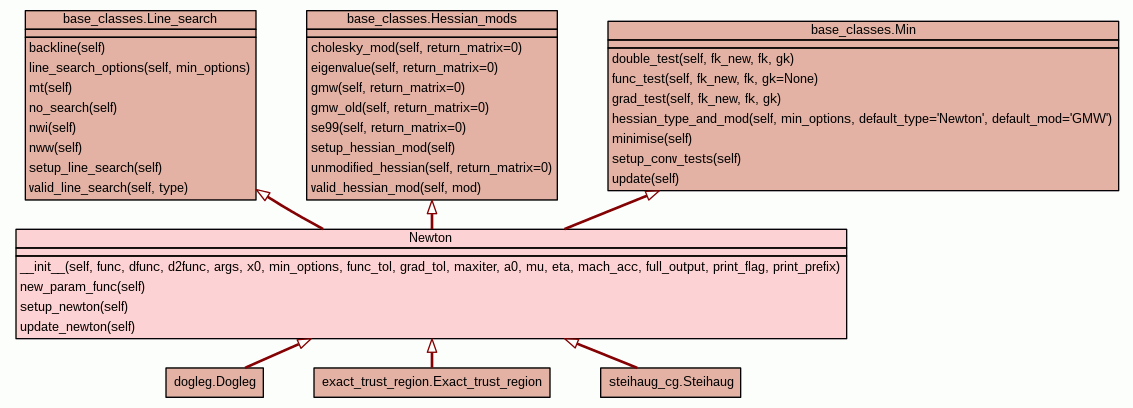 base_classes.Line_search
backline(self)
line_search_options(self, min_options)
mt(self)
no_search(self)
nwi(self)
nww(self)
setup_line_search(self)
valid_line_search(self, type)
base_classes.Hessian_mods
cholesky_mod(self, return_matrix=0)
eigenvalue(self, return_matrix=0)
gmw(self, return_matrix=0)
gmw_old(self, return_matrix=0)
se99(self, return_matrix=0)
setup_hessian_mod(self)
unmodified_hessian(self, return_matrix=0)
valid_hessian_mod(self, mod)
base_classes.Min
double_test(self, fk_new, fk, gk)
func_test(self, fk_new, fk, gk=None)
grad_test(self, fk_new, fk, gk)
hessian_type_and_mod(self, min_options, default_type='Newton', default_mod='GMW')
minimise(self)
setup_conv_tests(self)
update(self)
Newton
__init__(self, func, dfunc, d2func, args, x0, min_options, func_tol, grad_tol, maxiter, a0, mu, eta, mach_acc, full_output, print_flag, print_prefix)
new_param_func(self)
setup_newton(self)
update_newton(self)
dogleg.Dogleg
exact_trust_region.Exact_trust_region
steihaug_cg.Steihaug